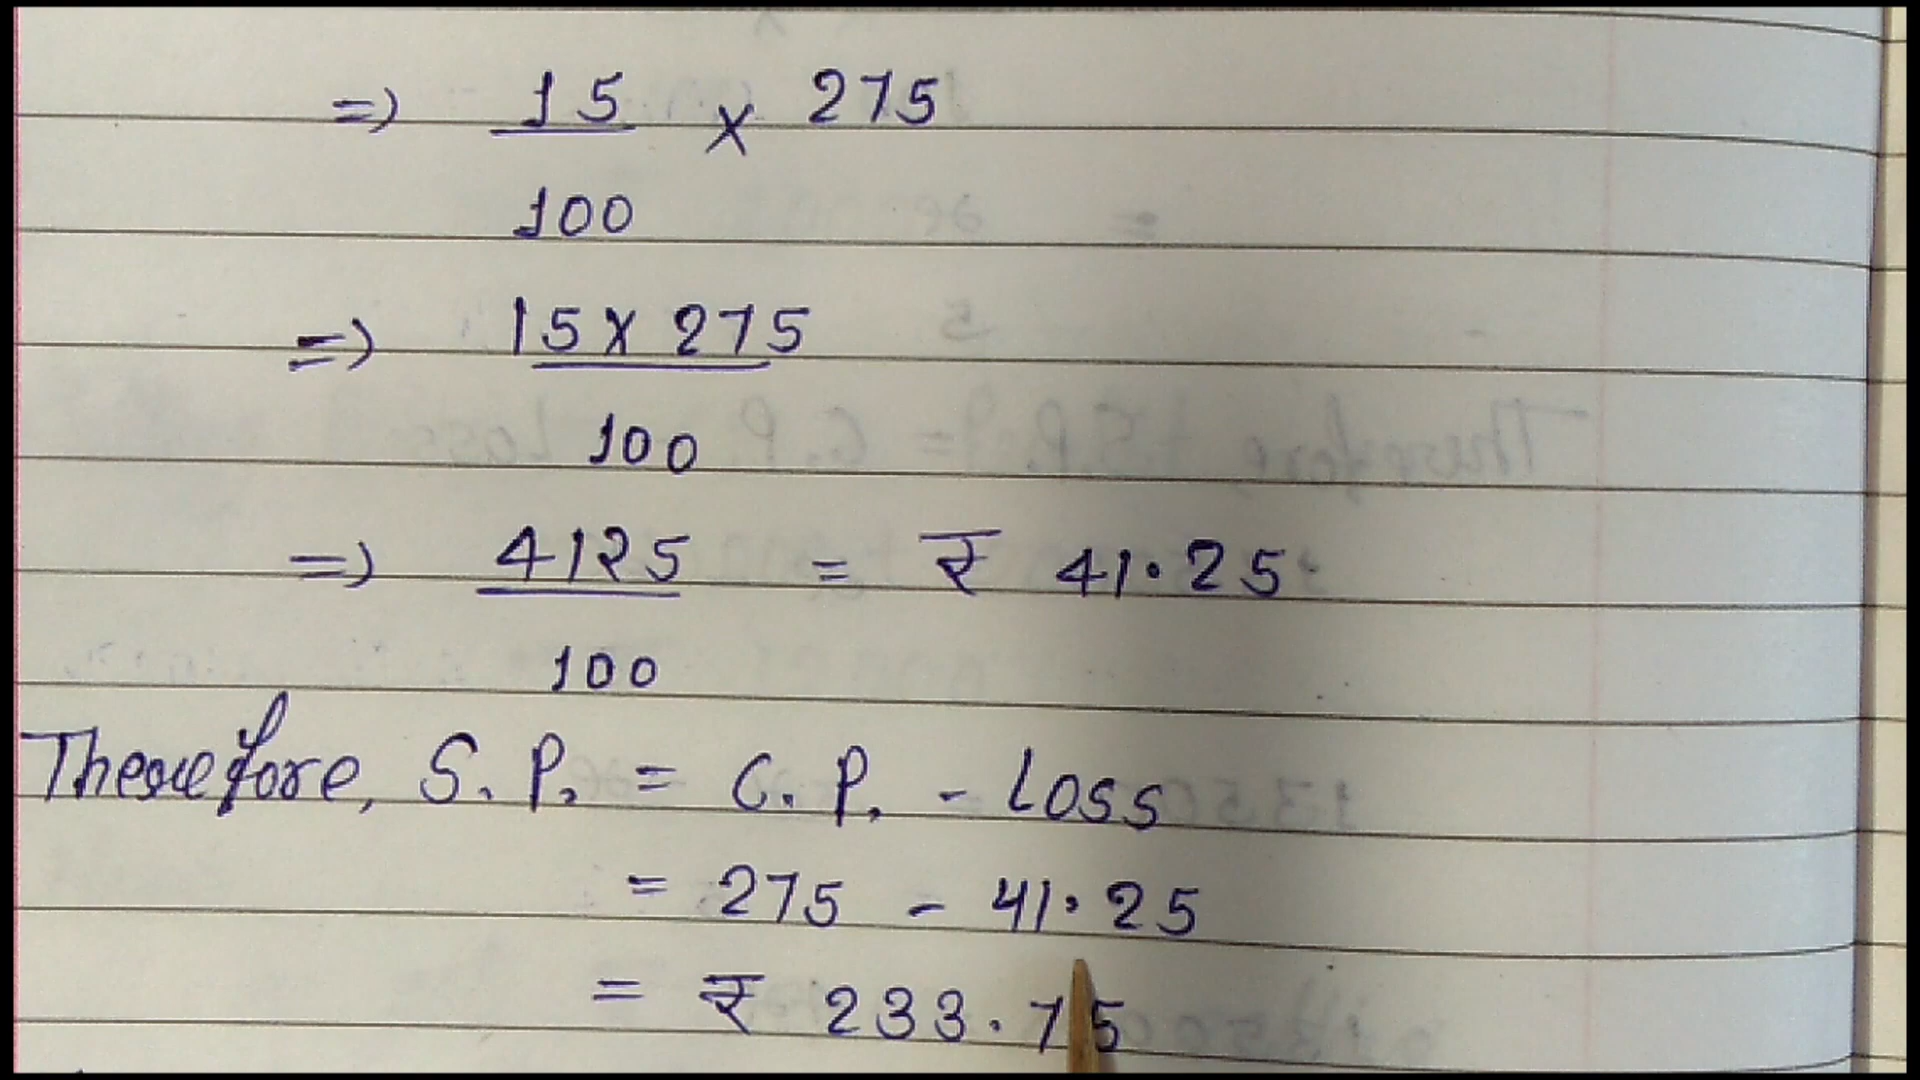 => 15 × 275
100
=> 15 × 275
100
=> 4125 = ₹ 41.25
100
Therefore, S.P. = C.P. - Loss
= 275 - 41.25
= ₹ 233.75